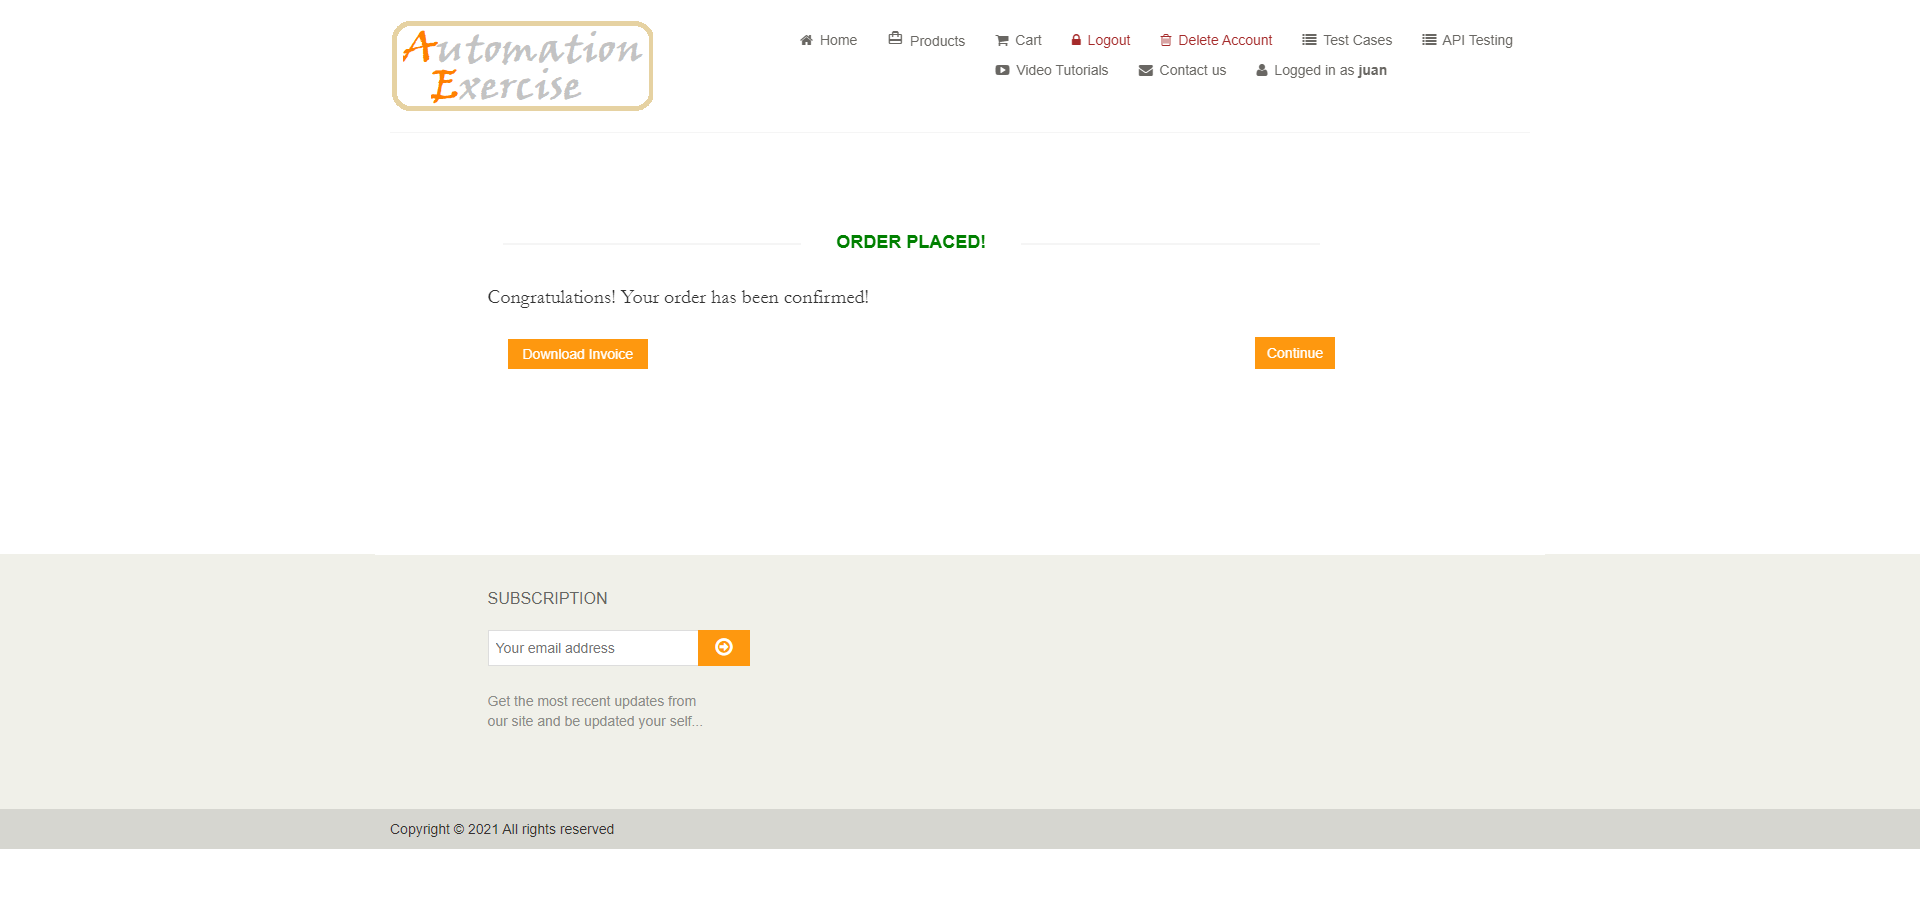 Automation
Exercise
Home
Products
Cart
Logout
Delete Account
Test Cases
API Testing
Video Tutorials
Contact us
Logged in as juan
ORDER PLACED!
Congratulations! Your order has been confirmed!
Download Invoice
Continue
SUBSCRIPTION
Your email address
Get the most recent updates from
our site and be updated your self...
Copyright © 2021 All rights reserved